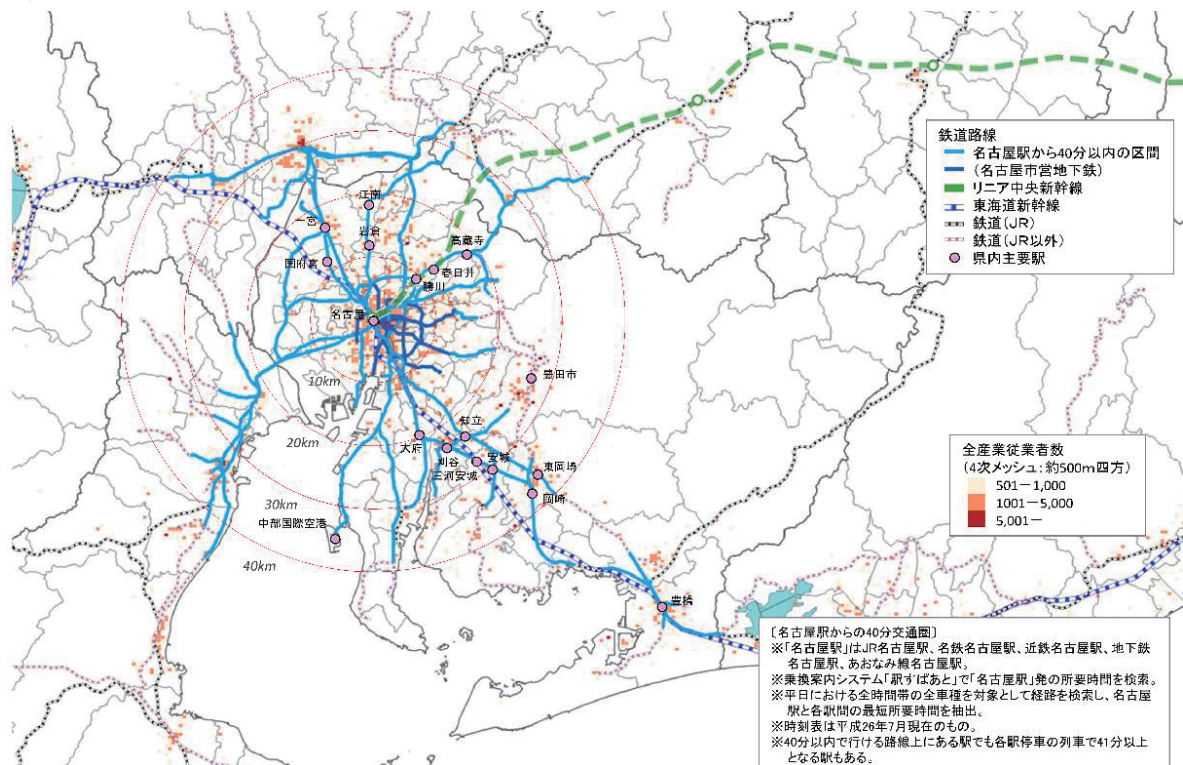 江南
一宮
岩倉
国府宮
高蔵寺
春日井
勝川
名古屋
豊田市
10km
知立
20km
大府
刈谷
安城
三河安城
東岡崎
岡崎
30km
中部国際空港
40km
豊橋
鉄道路線
名古屋駅から40分以内の区間
(名古屋市営地下鉄)
リニア中央新幹線
東海道新幹線
鉄道(JR)
鉄道(JR以外)
県内主要駅
全産業従業者数
(4次メッシュ:約500m四方)
501-1,000
1001-5,000
5,001-
〔名古屋駅からの40分交通圏〕
※「名古屋駅」はJR名古屋駅、名鉄名古屋駅、近鉄名古屋駅、地下鉄
名古屋駅、あおなみ線名古屋駅。
※乗換案内システム「駅すぱあと」で「名古屋駅」発の所要時間を検索。
※平日における全時間帯の全車種を対象として経路を検索し、名古屋
駅と各駅間の最短所要時間を抽出。
※時刻表は平成26年7月現在のもの。
※40分以内で行ける路線上にある駅でも各駅停車の列車で41分以上
となる駅もある。